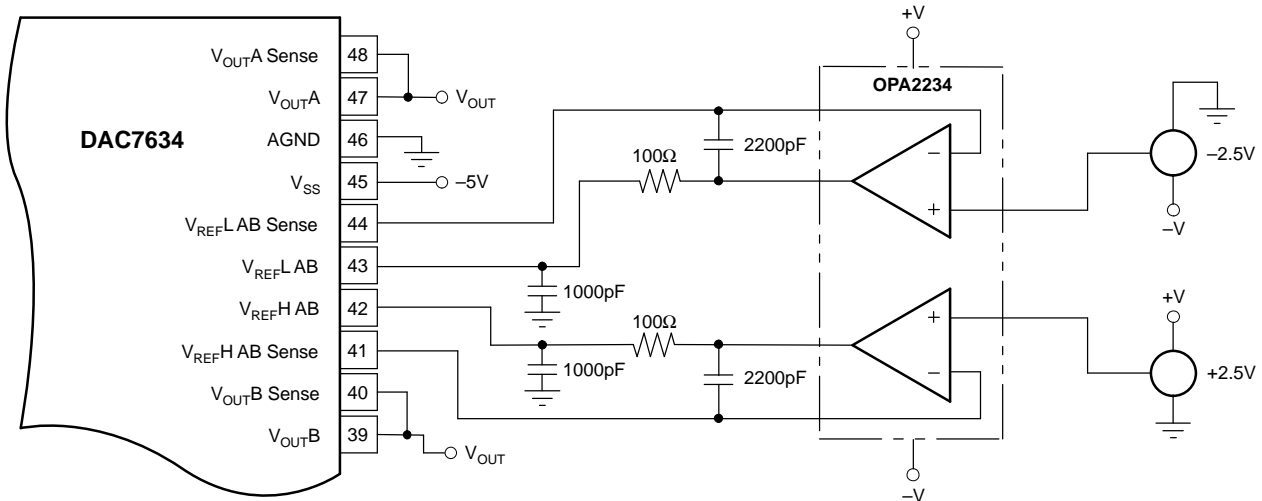 DAC7634
V_OUT A Sense 48
V_OUT A 47
V_OUT
AGND 46
V_SS 45
–5V
V_REF L AB Sense 44
V_REF L AB 43
V_REF H AB 42
V_REF H AB Sense 41
V_OUT B Sense 40
V_OUT B 39
V_OUT
1000pF
1000pF
100Ω
2200pF
100Ω
2200pF
+V
OPA2234
–
+
+
–
–V
–2.5V
–V
+V
+2.5V